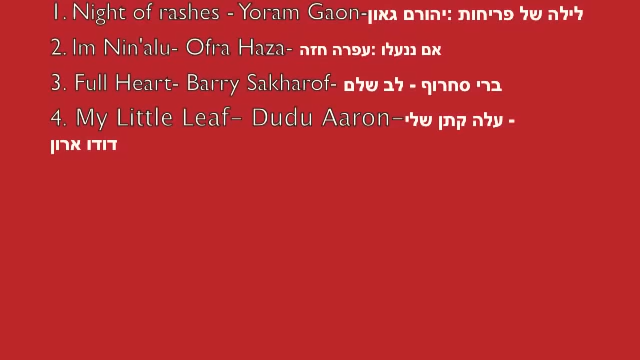 1. Night of rashes -Yoram Gaon-לילה של פריחות :יהורם גאון
2. Im Nin'alu- Ofra Haza- אם ננעלו :עפרה חזה
3. Full Heart- Barry Sakharof- ברי סחרוף - לב שלם
4. My Little Leaf- Dudu Aaron-עלה קתן שלי -
דודו ארון